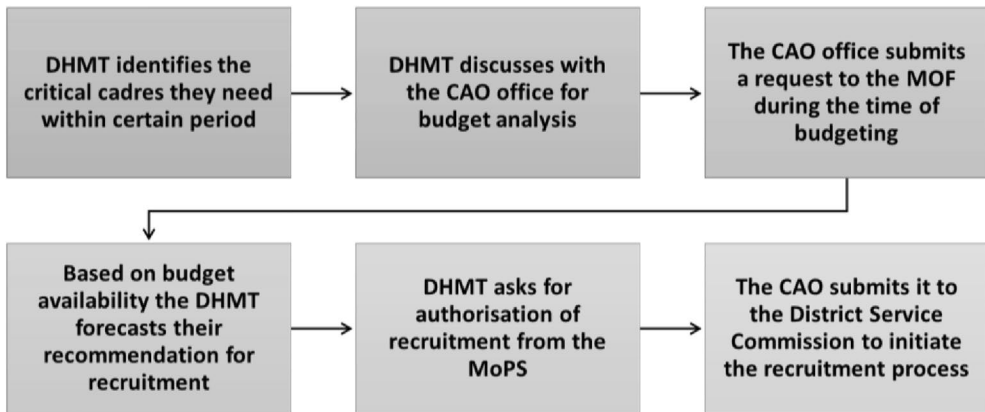 DHMT identifies the
critical cadres they need
within certain period
DHMT discusses with
the CAO office for
budget analysis
The CAO office submits
a request to the MOF
during the time of
budgeting
Based on budget
availability the DHMT
forecasts their
recommendation for
recruitment
DHMT asks for
authorisation of
recruitment from the
MoPS
The CAO submits it to
the District Service
Commission to initiate
the recruitment process